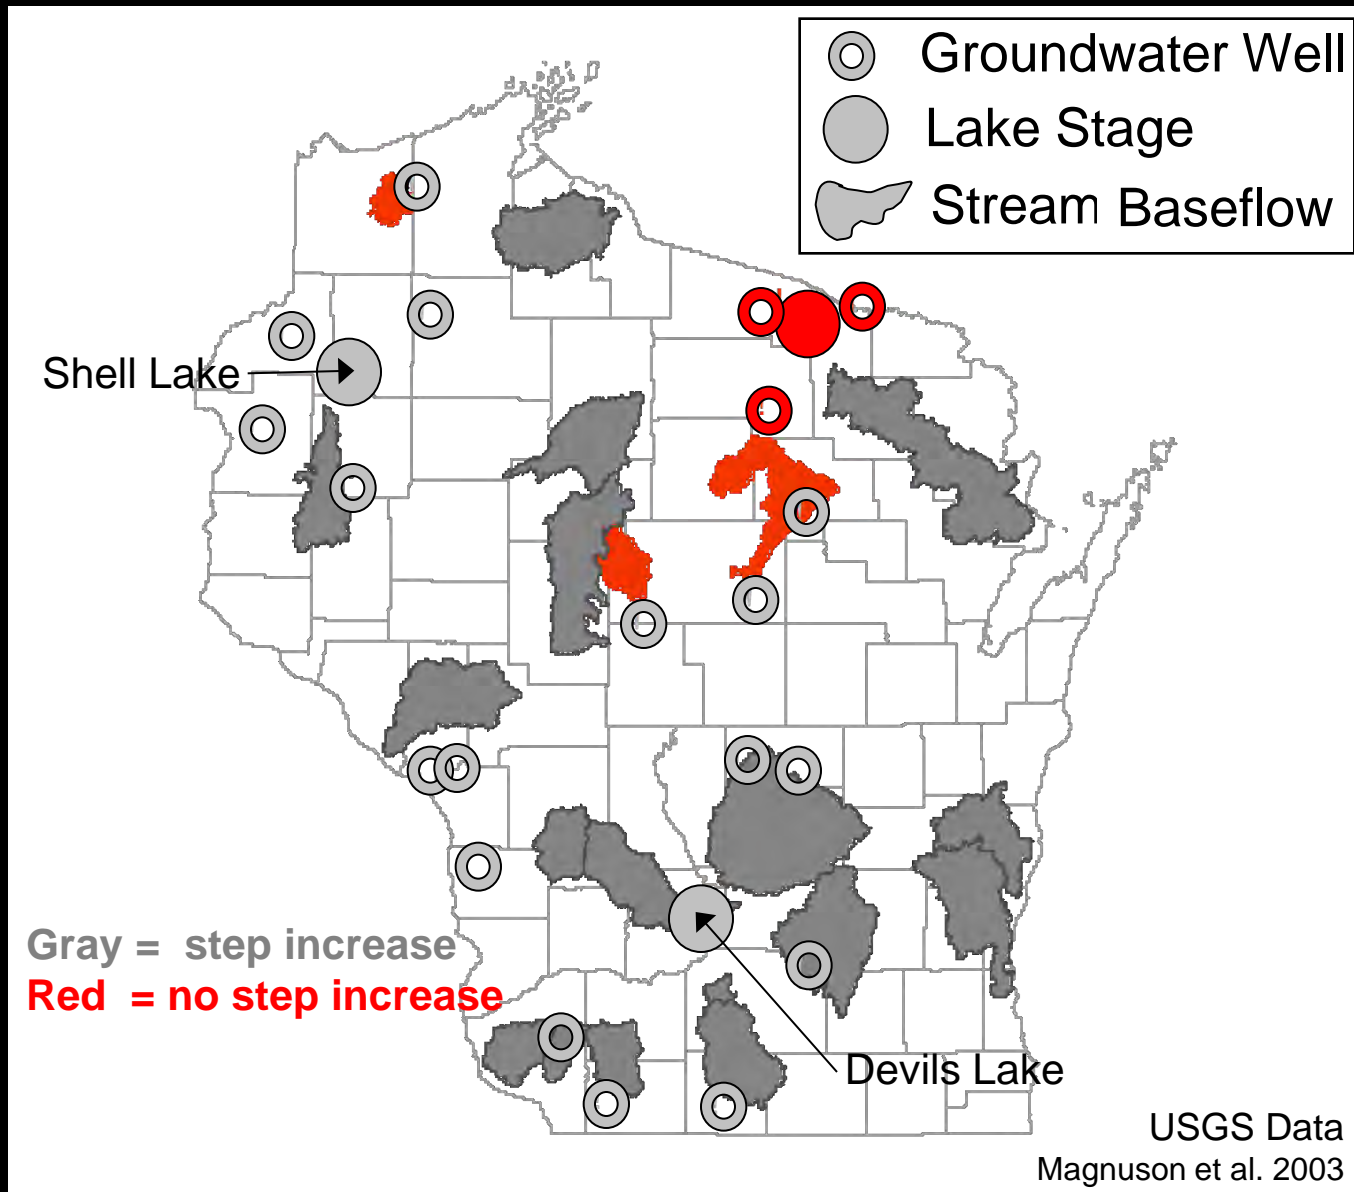 Groundwater Well
Lake Stage
Stream Baseflow
Shell Lake
Gray = step increase
Red = no step increase
Devils Lake
USGS Data
Magnuson et al. 2003